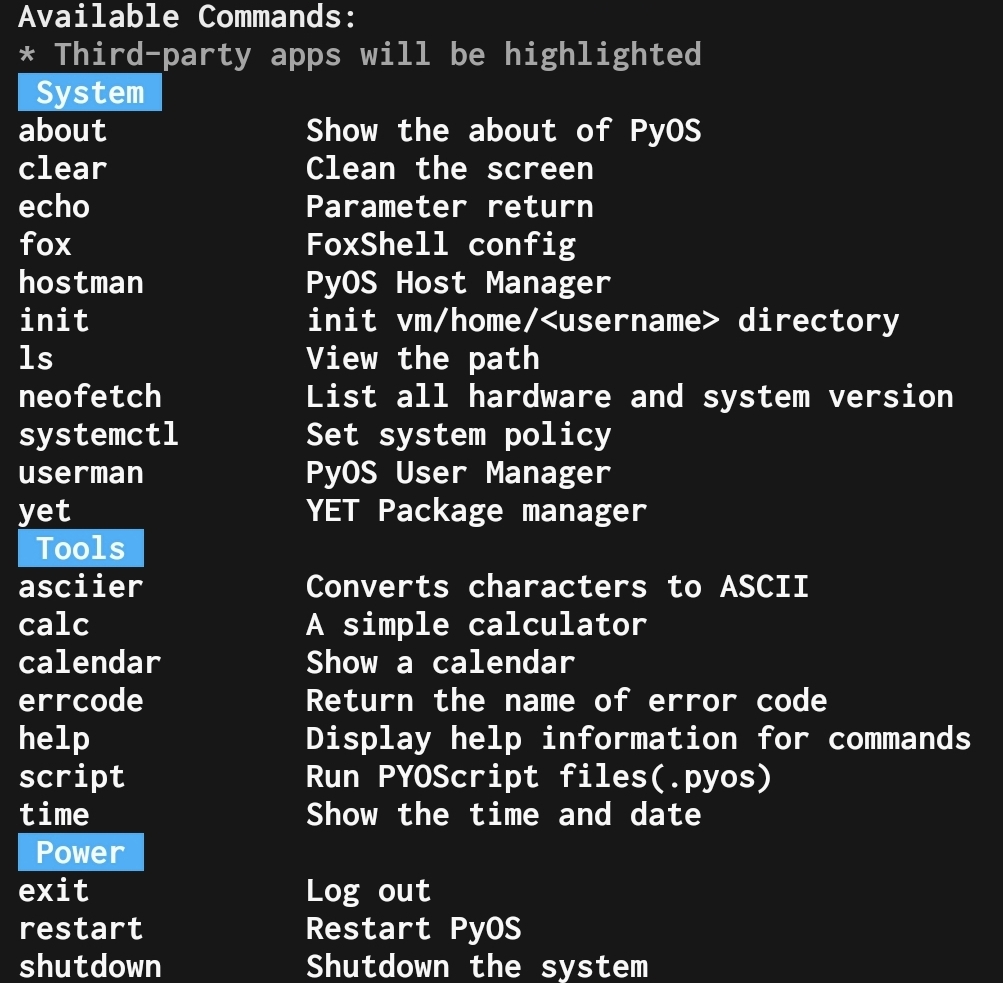 Available Commands:
* Third-party apps will be highlighted
System
about Show the about of PyOS
clear Clean the screen
echo Parameter return
fox FoxShell config
hostman PyOS Host Manager
init init vm/home/<username> directory
ls View the path
neofetch List all hardware and system version
systemctl Set system policy
userman PyOS User Manager
yet YET Package manager
Tools
asciier Converts characters to ASCII
calc A simple calculator
calendar Show a calendar
errcode Return the name of error code
help Display help information for commands
script Run PYOScript files(.pyos)
time Show the time and date
Power
exit Log out
restart Restart PyOS
shutdown Shutdown the system